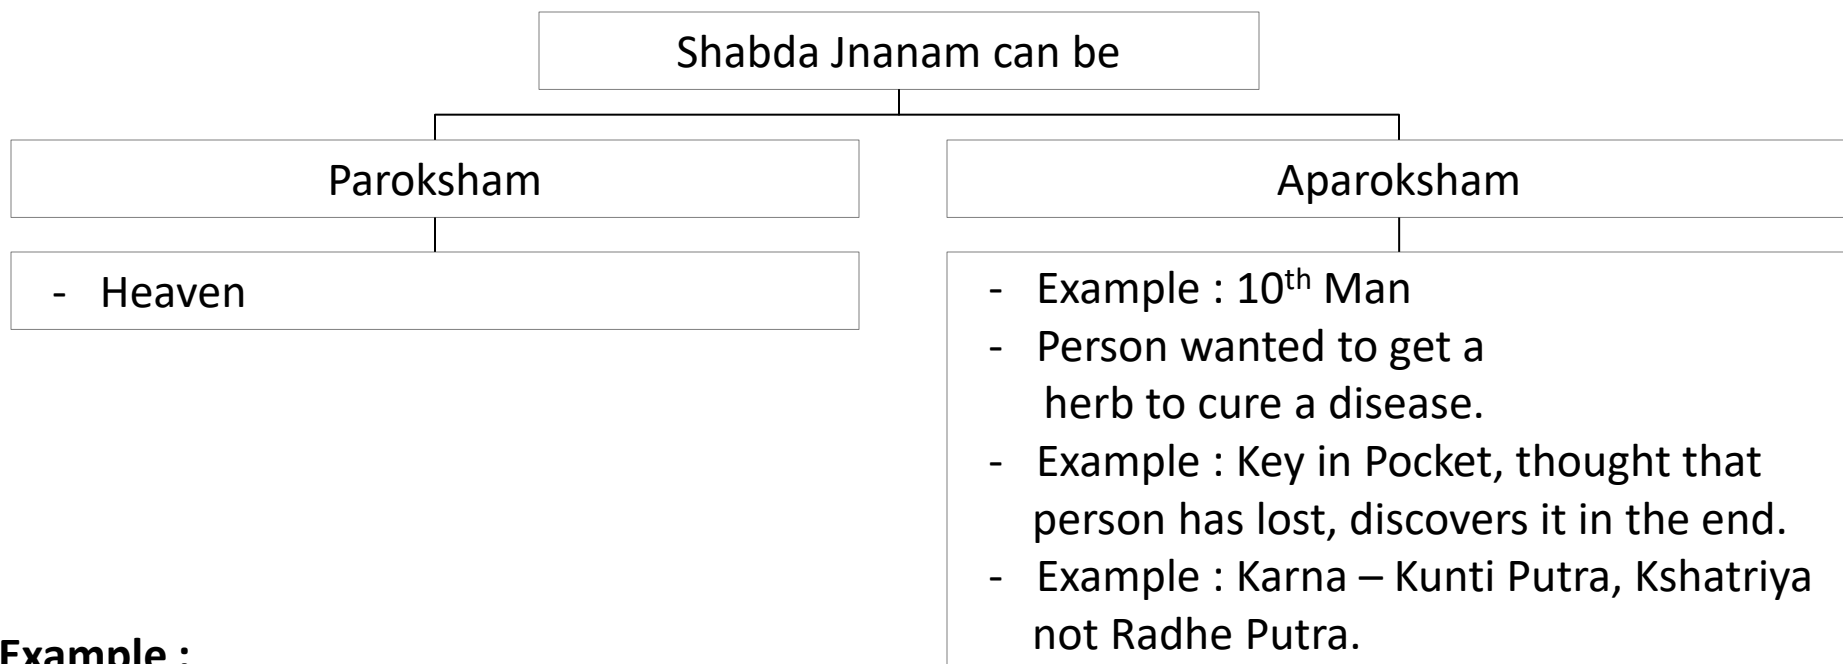 Shabda Jnanam can be
Paroksham
Aparoksham
- Heaven
- Example : 10th Man
- Person wanted to get a
herb to cure a disease.
- Example : Key in Pocket, thought that
person has lost, discovers it in the end.
- Example : Karna – Kunti Putra, Kshatriya
not Radhe Putra.
Example :